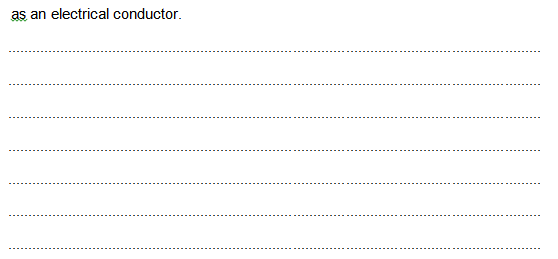 as an electrical conductor.